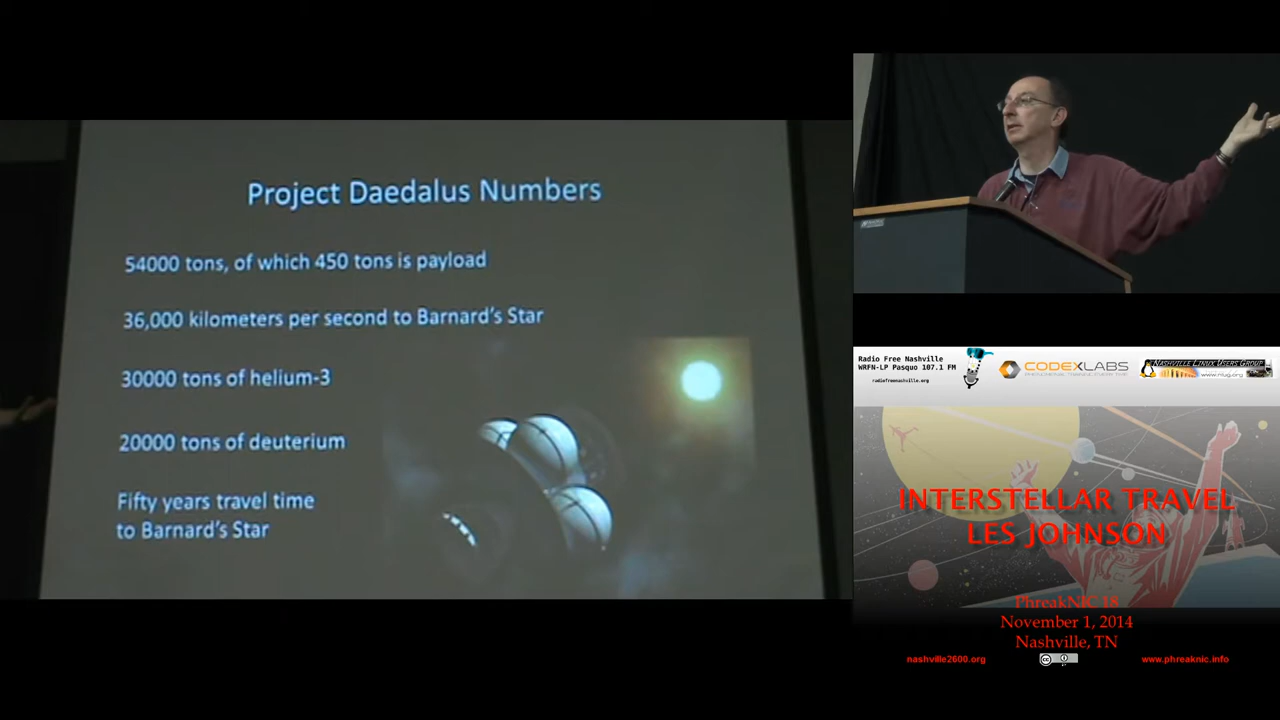 Project Daedalus Numbers
54000 tons, of which 450 tons is payload
36,000 kilometers per second to Barnard's Star
30000 tons of helium-3
20000 tons of deuterium
Fifty years travel time
to Barnard's Star
Radio Free Nashville
WRFN-LP Pasquo 107.1 FM
radiofreenashville.org
CODEXLABS
NASHVILLE LINUX USERS GROUP
www.nlug.org
INTERSTELLAR TRAVEL
LES JOHNSON
PhreakNIC 18
November 1, 2014
Nashville, TN
nashville2600.org
cc
www.phreaknic.info